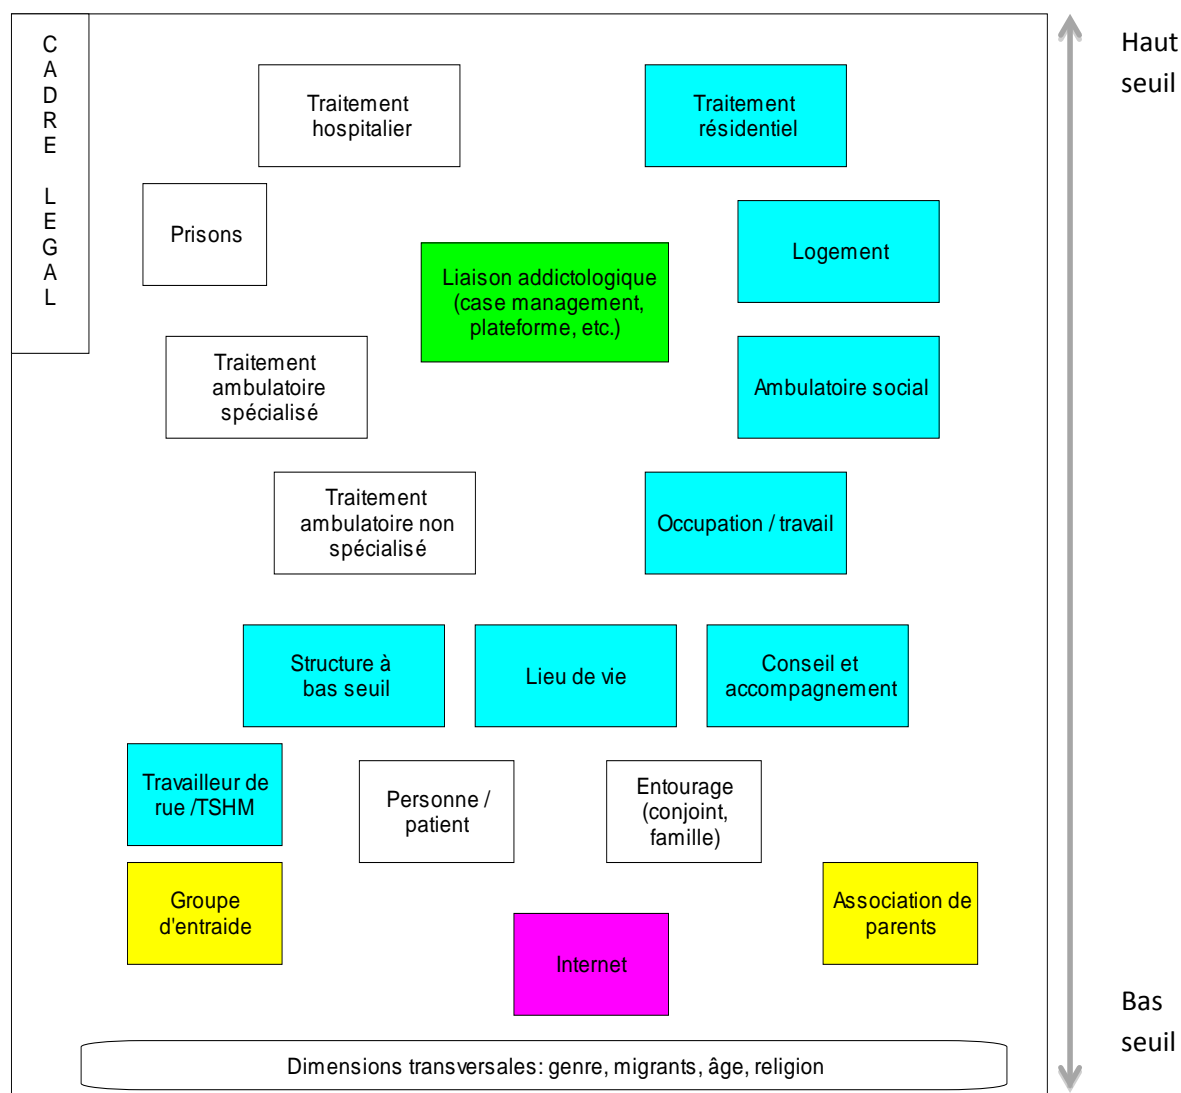 CADRE LEGAL
Haut
seuil
Traitement
hospitalier
Traitement
résidentiel
Prisons
Logement
Liaison addictologique
(case management,
plateforme, etc.)
Traitement
ambulatoire
spécialisé
Ambulatoire social
Traitement
ambulatoire non
spécialisé
Occupation / travail
Structure à
bas seuil
Lieu de vie
Conseil et
accompagnement
Travailleur de
rue /TSHM
Personne /
patient
Entourage
(conjoint,
famille)
Groupe
d'entraide
Association de
parents
Internet
Bas
seuil
Dimensions transversales: genre, migrants, âge, religion